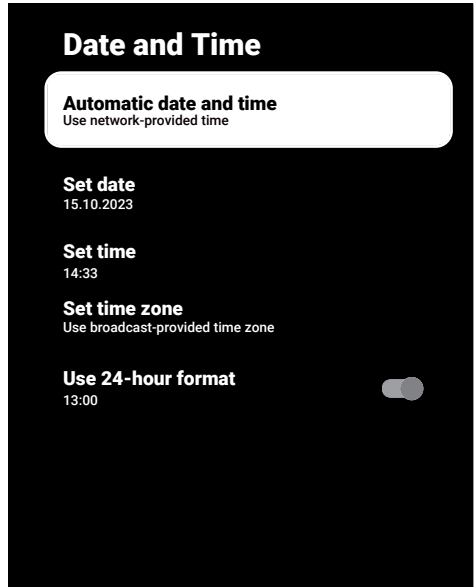 Date and Time
Automatic date and time
Use network-provided time
Set date
15.10.2023
Set time
14:33
Set time zone
Use broadcast-provided time zone
Use 24-hour format
13:00